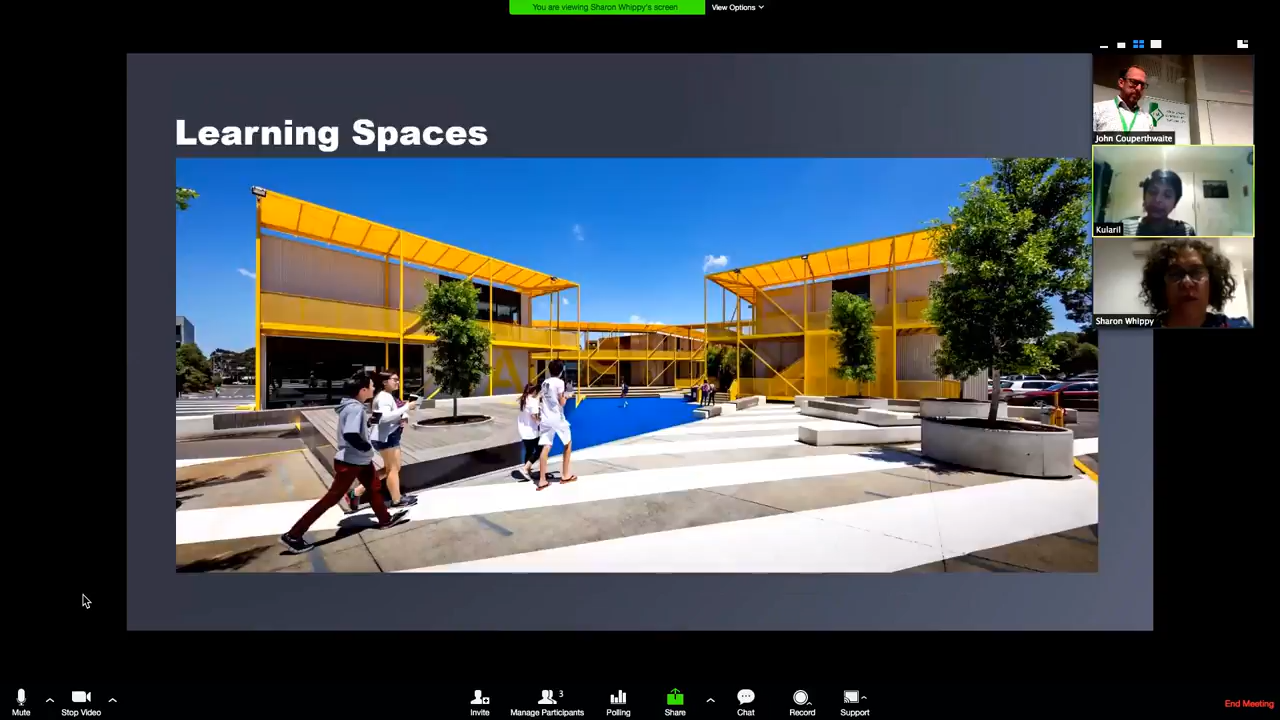 You are viewing Sharon Whippy's screen
View Options
Learning Spaces
John Couperthwaite
Kularil
Sharon Whippy
Mute
Stop Video
Invite
Manage Participants
3
Polling
Share
Chat
Record
Support
End Meeting